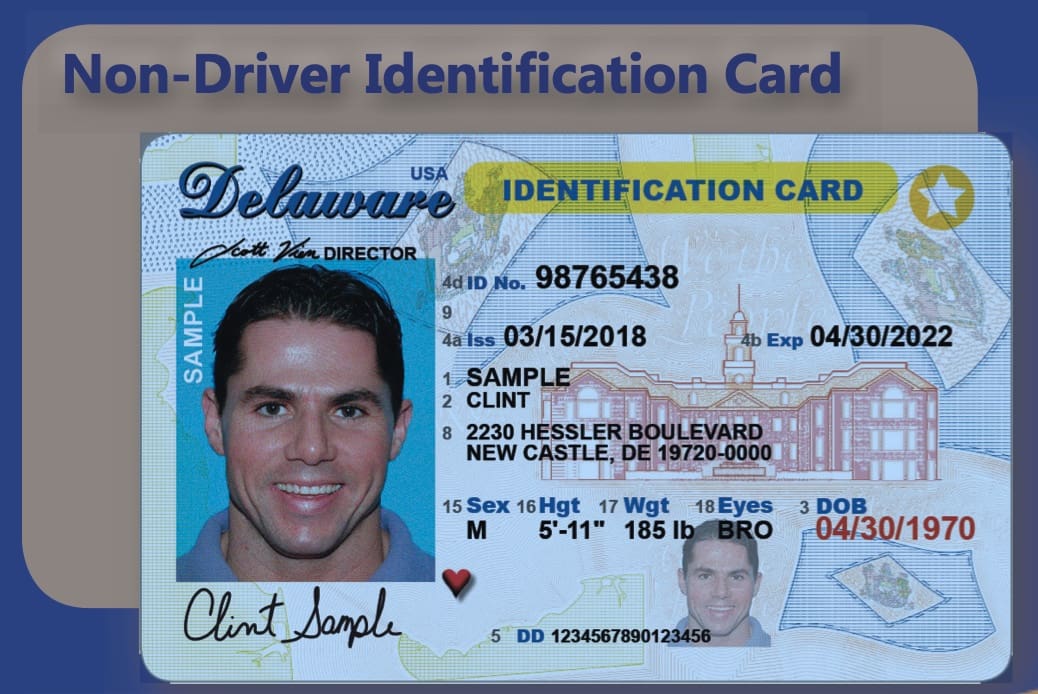 Non-Driver Identification Card
Delaware USA
IDENTIFICATION CARD
Scott Vien DIRECTOR
SAMPLE
4d ID No. 98765438
9
4a Iss 03/15/2018 4b Exp 04/30/2022
1 SAMPLE
2 CLINT
8 2230 HESSLER BOULEVARD
NEW CASTLE, DE 19720-0000
15 Sex 16 Hgt 17 Wgt 18 Eyes 3 DOB
M 5'-11" 185 lb BRO 04/30/1970
Clint Sample
5 DD 1234567890123456
We the
People